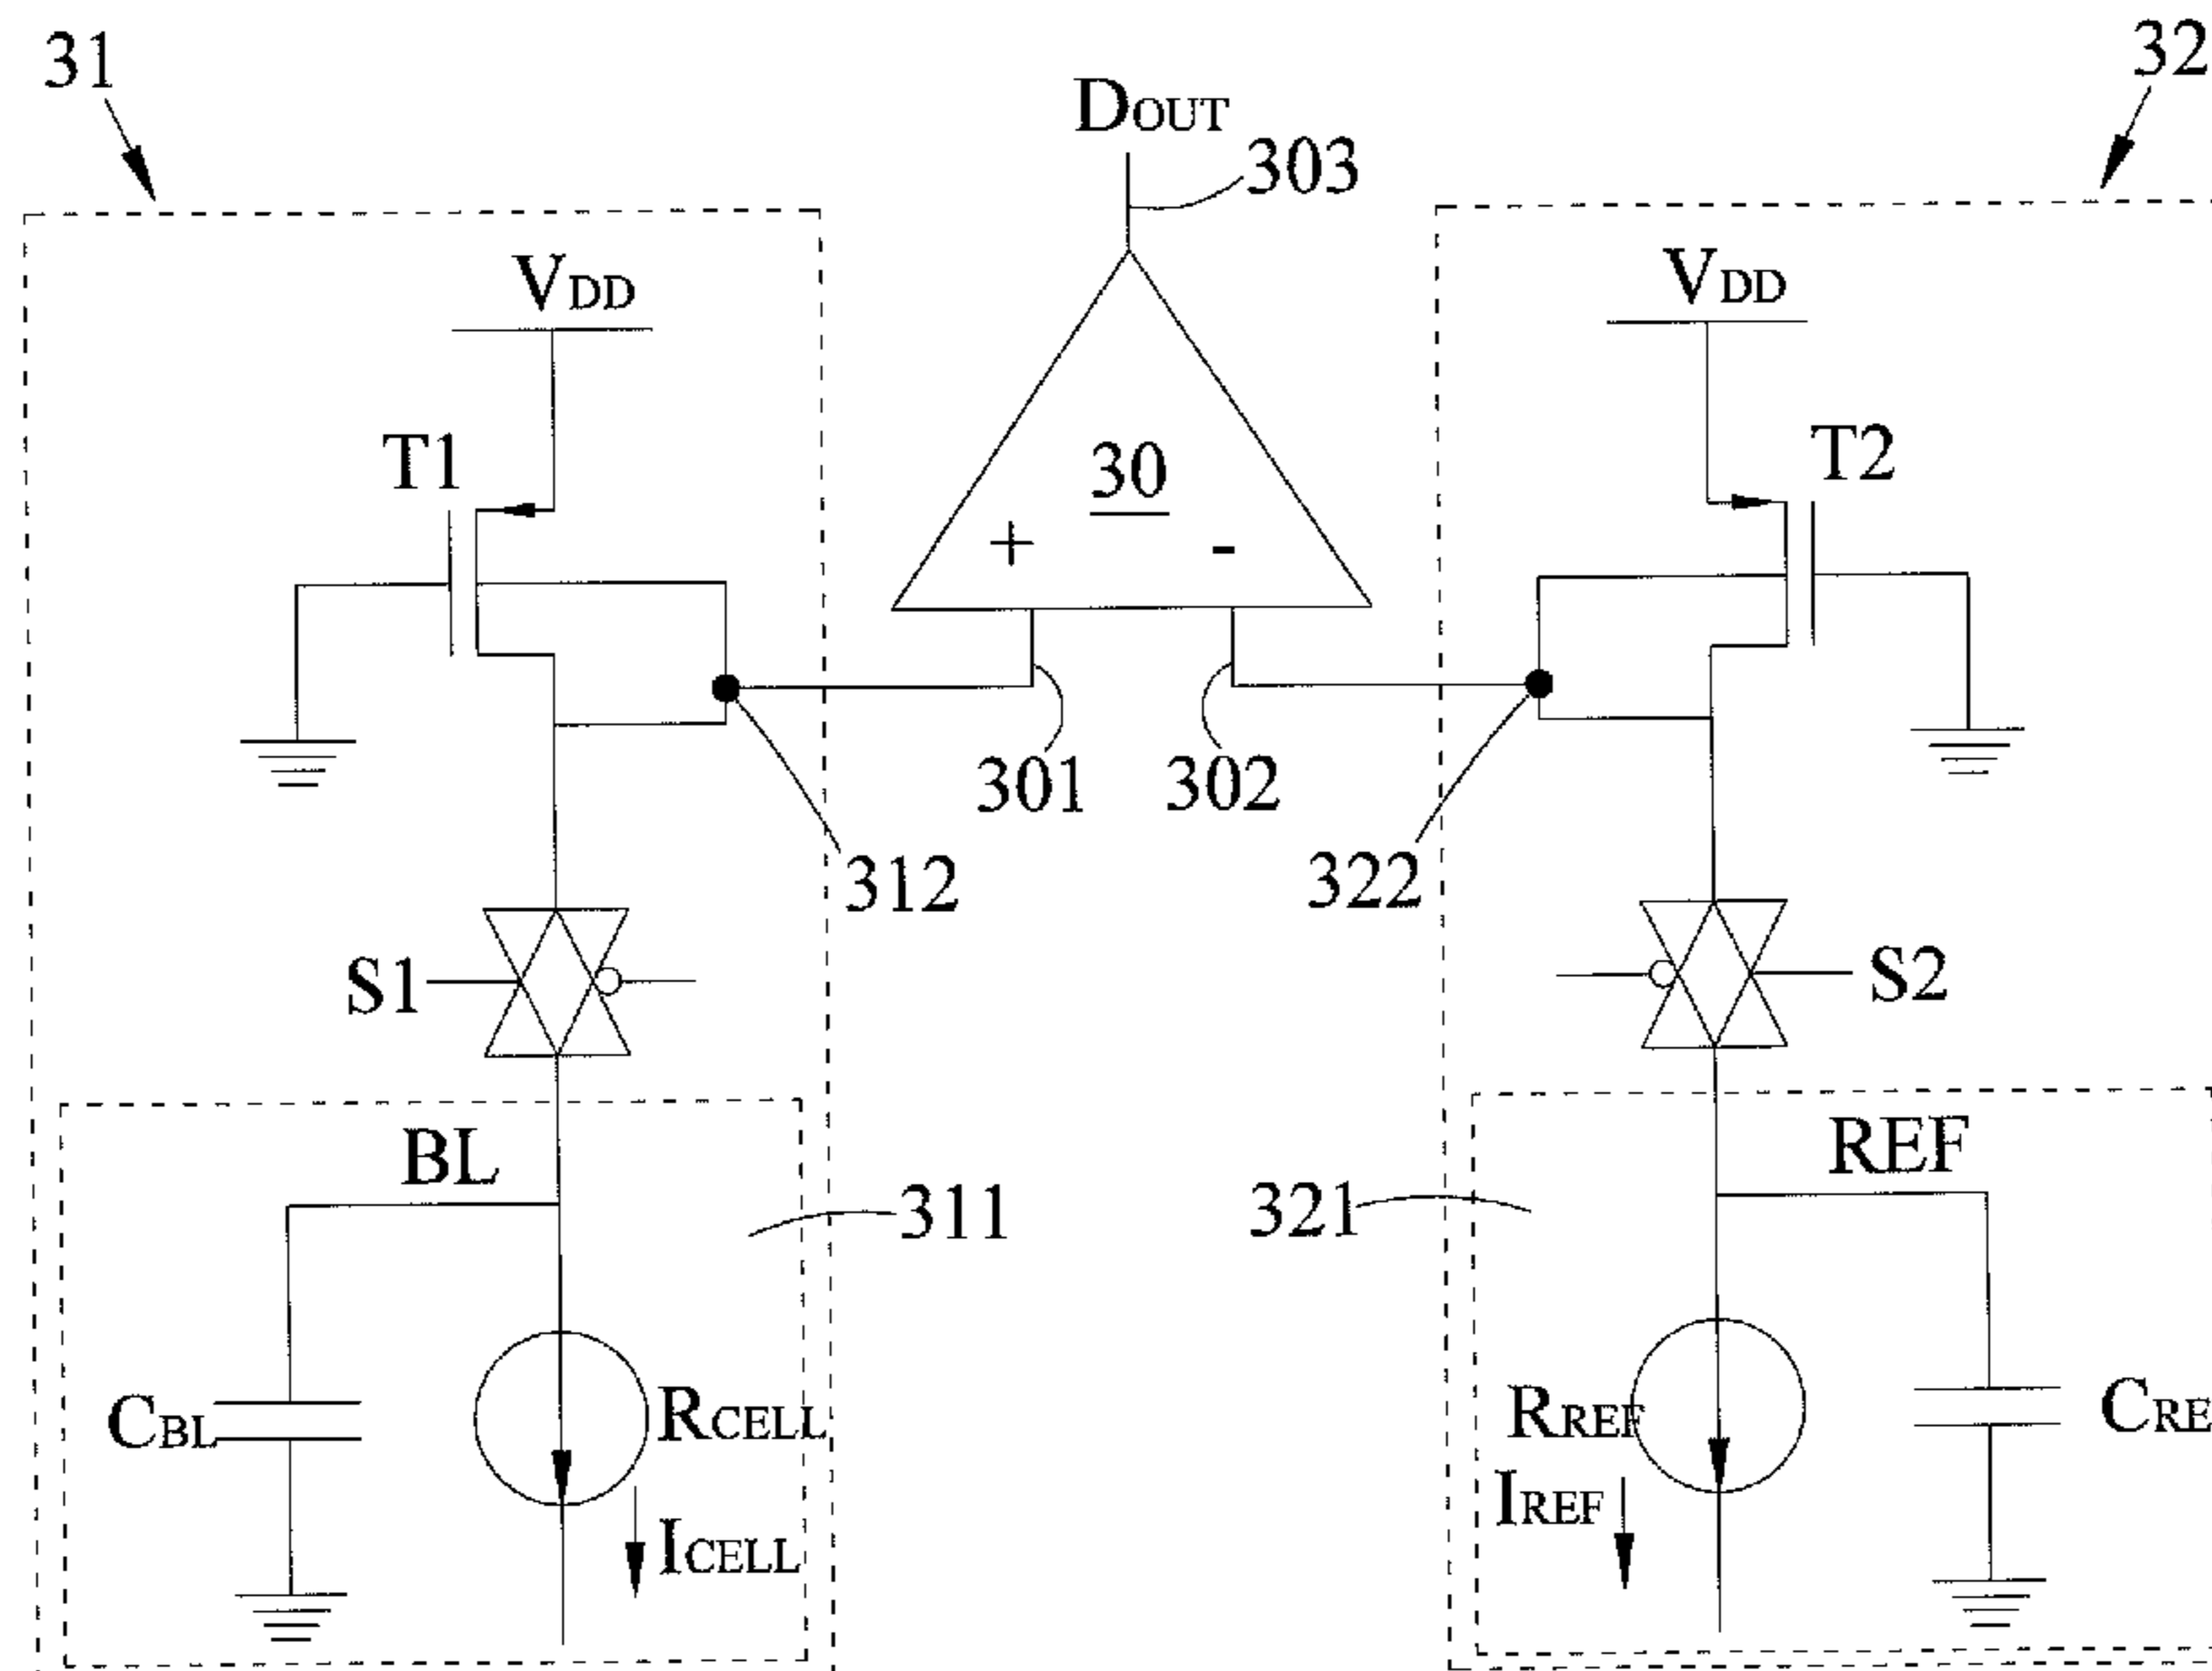 31
32
DOUT
303
VDD
VDD
T1
T2
30
+ -
301
302
312
322
S1
S2
BL
REF
311
321
CBL
RCELL
RREF
CRE
ICELL
IREF